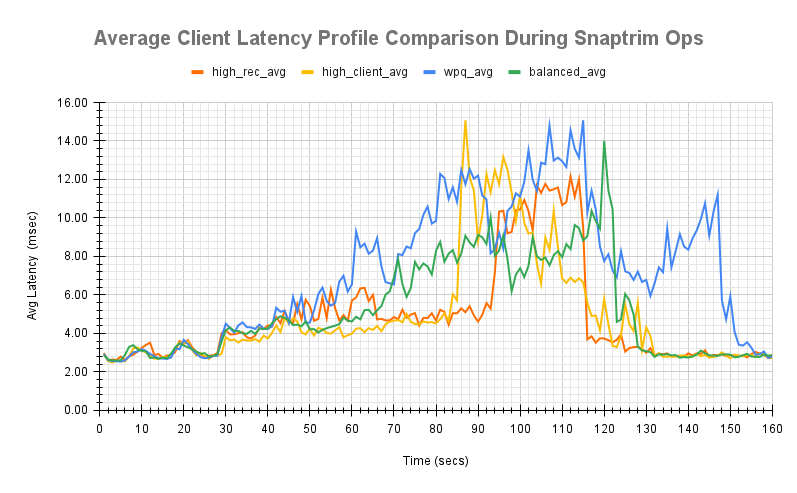 Average Client Latency Profile Comparison During Snaptrim Ops
high_rec_avg high_client_avg wpq_avg balanced_avg
16.00
14.00
12.00
10.00
8.00
6.00
4.00
2.00
0.00
Avg Latency (msec)
0 10 20 30 40 50 60 70 80 90 100 110 120 130 140 150 160
Time (secs)